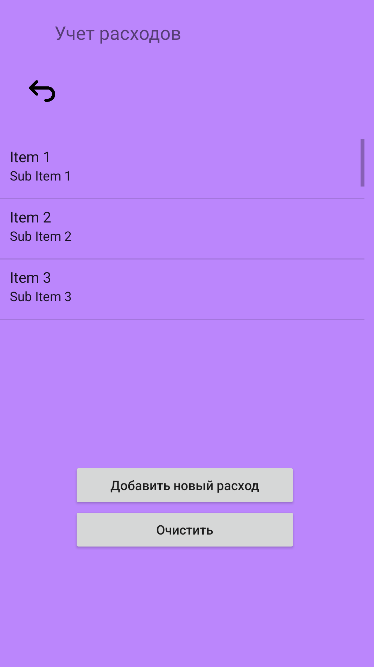 Учет расходов
Item 1
Sub Item 1
Item 2
Sub Item 2
Item 3
Sub Item 3
Добавить новый расход
Очистить